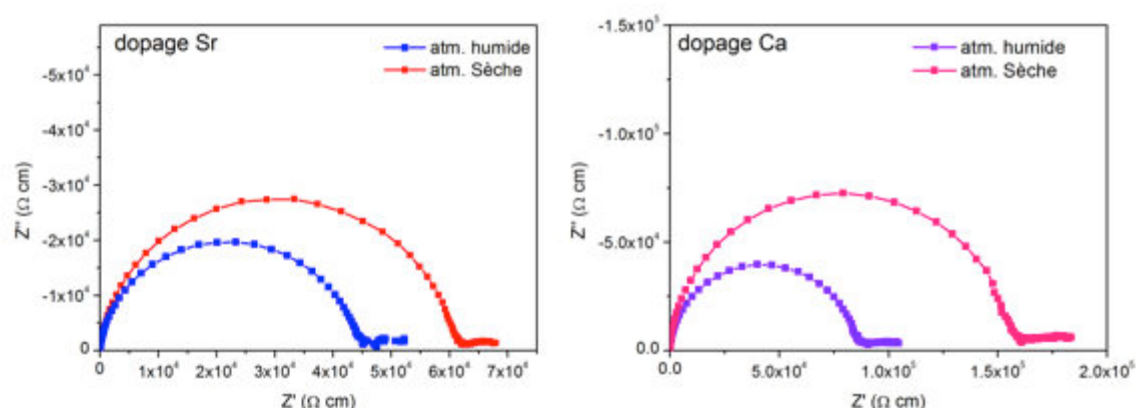 dopage Sr
atm. humide
atm. Sèche
-5x10⁴
-4x10⁴
-3x10⁴
-2x10⁴
-1x10⁴
0
Z'' (Ω cm)
0 1x10⁴ 2x10⁴ 3x10⁴ 4x10⁴ 5x10⁴ 6x10⁴ 7x10⁴
Z' (Ω cm)
dopage Ca
atm. humide
atm. Sèche
-1.5x10⁵
-1.0x10⁵
-5.0x10⁴
0.0
Z'' (Ω cm)
0.0 5.0x10⁴ 1.0x10⁵ 1.5x10⁵ 2.0x10⁵
Z' (Ω cm)